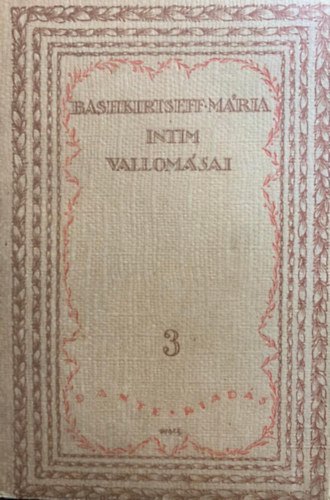 BASHKIRTSEFF-MÁRIA
INTIM
VALLOMÁSAI
3
DANTE-KIADÁS